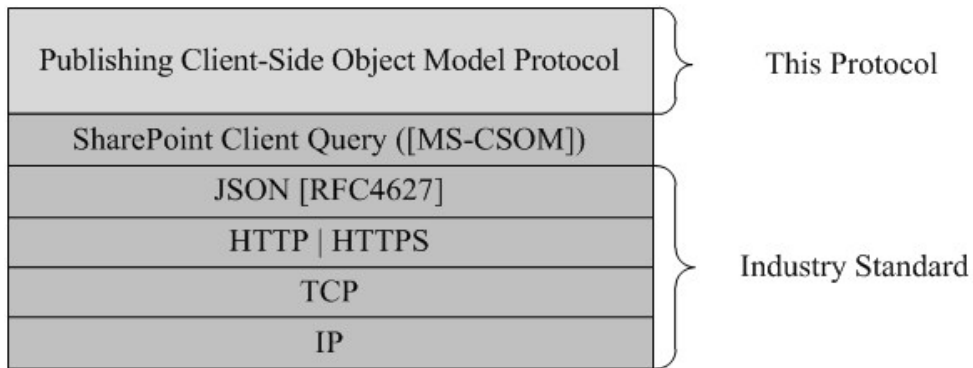 Publishing Client-Side Object Model Protocol
This Protocol
SharePoint Client Query ([MS-CSOM])
JSON [RFC4627]
HTTP | HTTPS
Industry Standard
TCP
IP